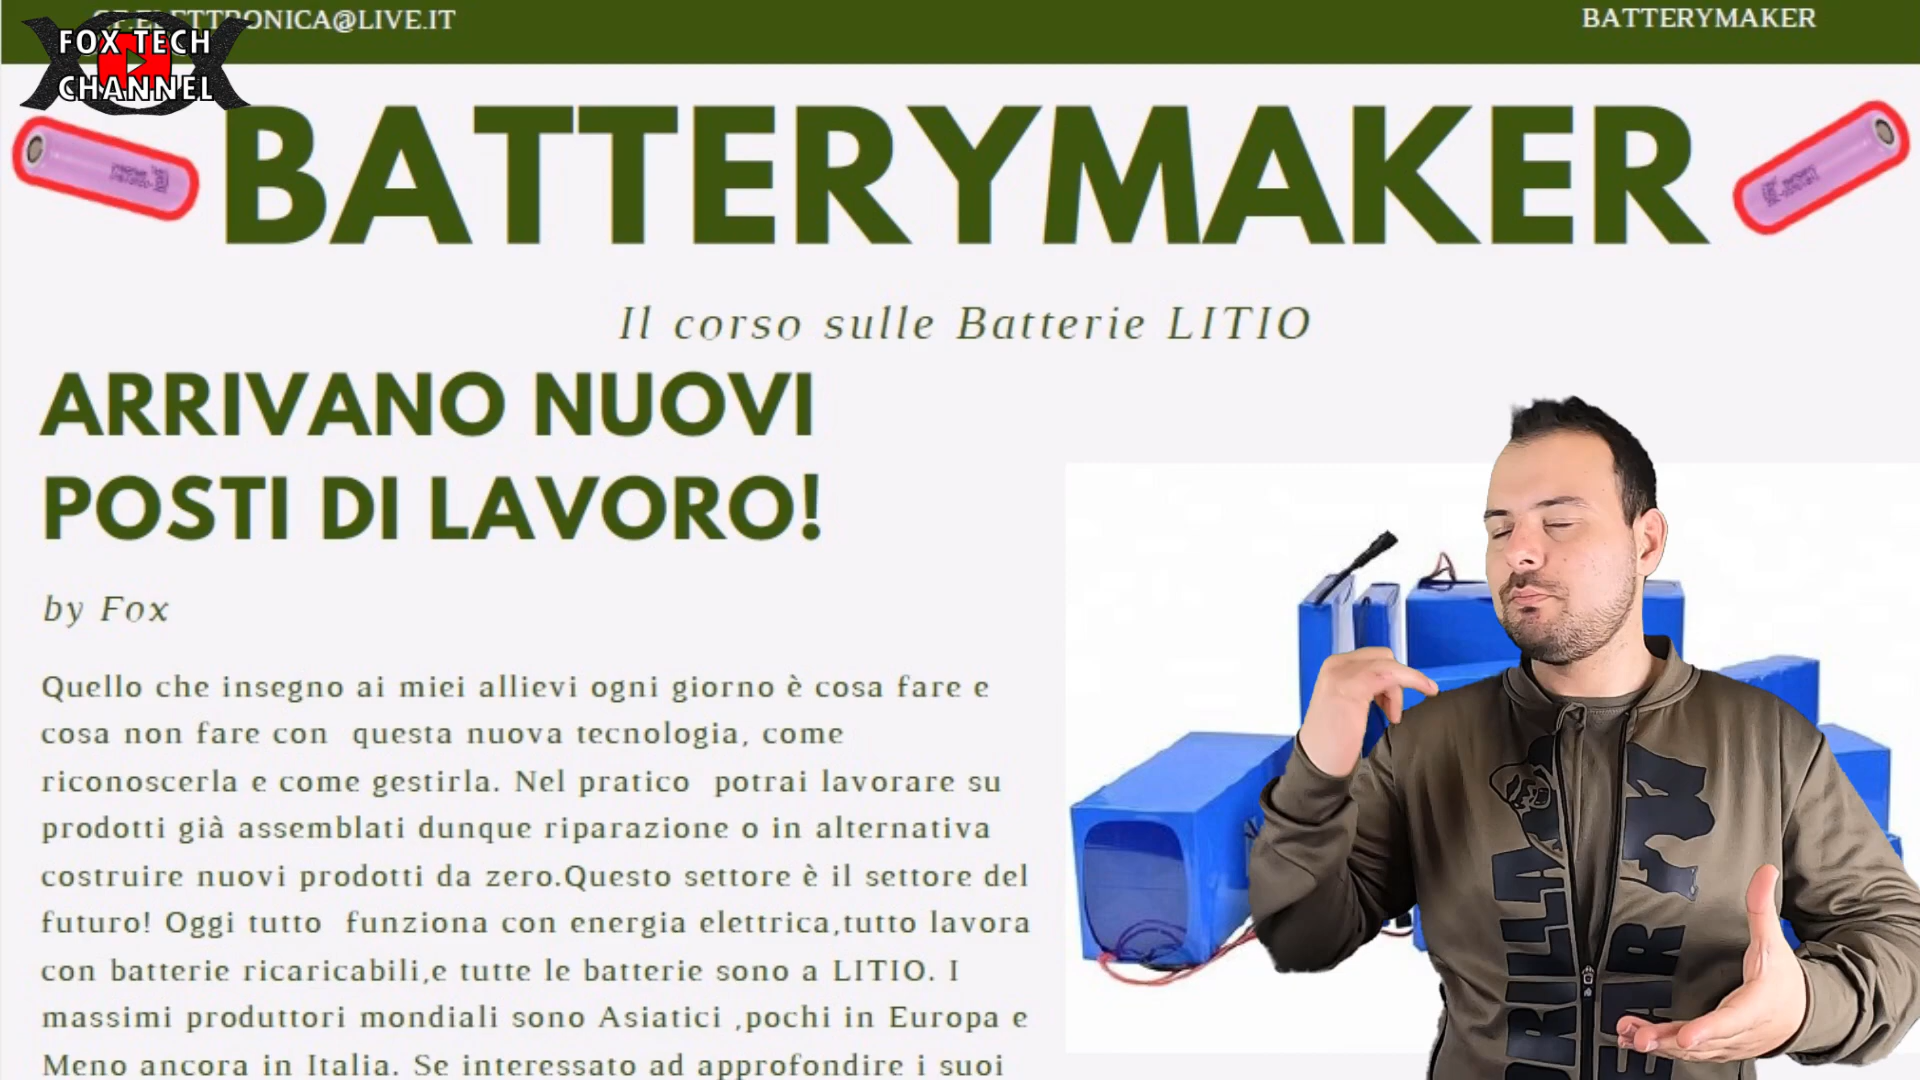 GF.ELETTRONICA@LIVE.IT
BATTERYMAKER
FOX TECH
CHANNEL
BATTERYMAKER
Il corso sulle Batterie LITIO
ARRIVANO NUOVI
POSTI DI LAVORO!
by Fox
Quello che insegno ai miei allievi ogni giorno è cosa fare e
cosa non fare con questa nuova tecnologia, come
riconoscerla e come gestirla. Nel pratico potrai lavorare su
prodotti già assemblati dunque riparazione o in alternativa
costruire nuovi prodotti da zero.Questo settore è il settore del
futuro! Oggi tutto funziona con energia elettrica,tutto lavora
con batterie ricaricabili,e tutte le batterie sono a LITIO. I
massimi produttori mondiali sono Asiatici ,pochi in Europa e
Meno ancora in Italia. Se interessato ad approfondire i suoi